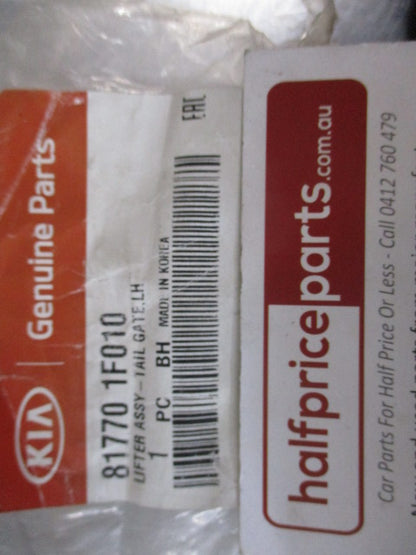 KIA
Genuine Parts
81770 1F010
LIFTER ASSY-TAIL GATE,LH
1 PC BH MADE IN KOREA
EAC
halfpriceparts.com.au
Car Parts For Half Price Or Less - Call 0412 760 479